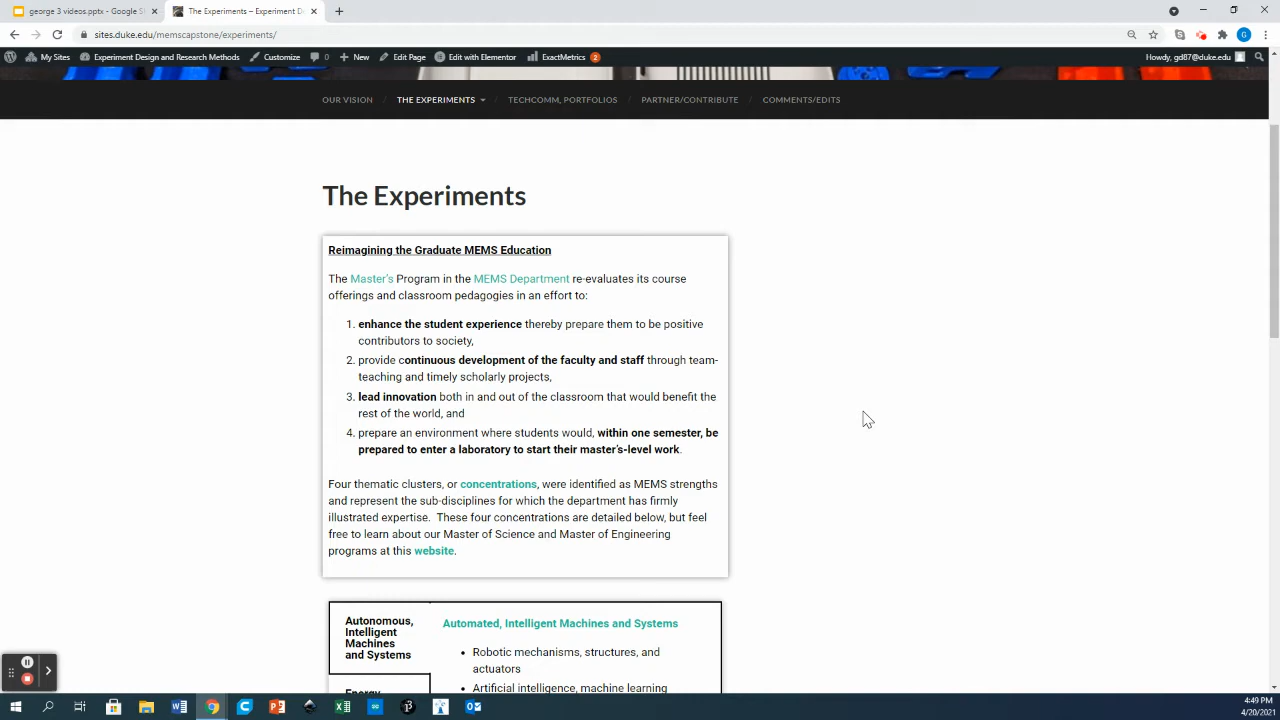 george 3 videos.pptx - Google Sl
The Experiments – Experiment De
sites.duke.edu/memscapstone/experiments/
G
My Sites
Experiment Design and Research Methods
Customize
0
New
Edit Page
Edit with Elementor
ExactMetrics
2
Howdy, gd87@duke.edu
OUR VISION / THE EXPERIMENTS / TECHCOMM, PORTFOLIOS / PARTNER/CONTRIBUTE / COMMENTS/EDITS
The Experiments
Reimagining the Graduate MEMS Education
The Master's Program in the MEMS Department re-evaluates its course
offerings and classroom pedagogies in an effort to:
1. enhance the student experience thereby prepare them to be positive
contributors to society,
2. provide continuous development of the faculty and staff through team-
teaching and timely scholarly projects,
3. lead innovation both in and out of the classroom that would benefit the
rest of the world, and
4. prepare an environment where students would, within one semester, be
prepared to enter a laboratory to start their master's-level work.
Four thematic clusters, or concentrations, were identified as MEMS strengths
and represent the sub-disciplines for which the department has firmly
illustrated expertise. These four concentrations are detailed below, but feel
free to learn about our Master of Science and Master of Engineering
programs at this website.
Autonomous,
Intelligent
Machines
and Systems
Energy
Automated, Intelligent Machines and Systems
• Robotic mechanisms, structures, and
actuators
• Artificial intelligence, machine learning
4:49 PM
4/20/2021